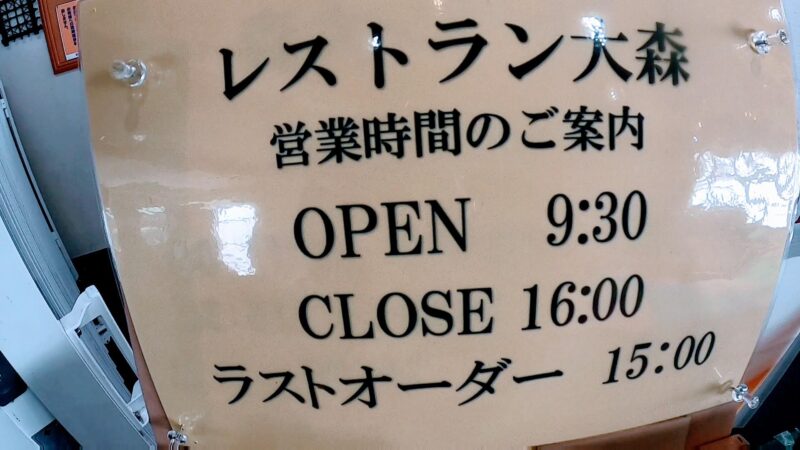 レストラン大森
営業時間のご案内
OPEN 9:30
CLOSE 16:00
ラストオーダー 15:00